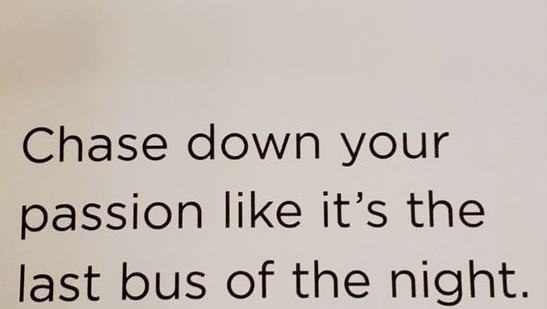 Chase down your
passion like it’s the
last bus of the night.